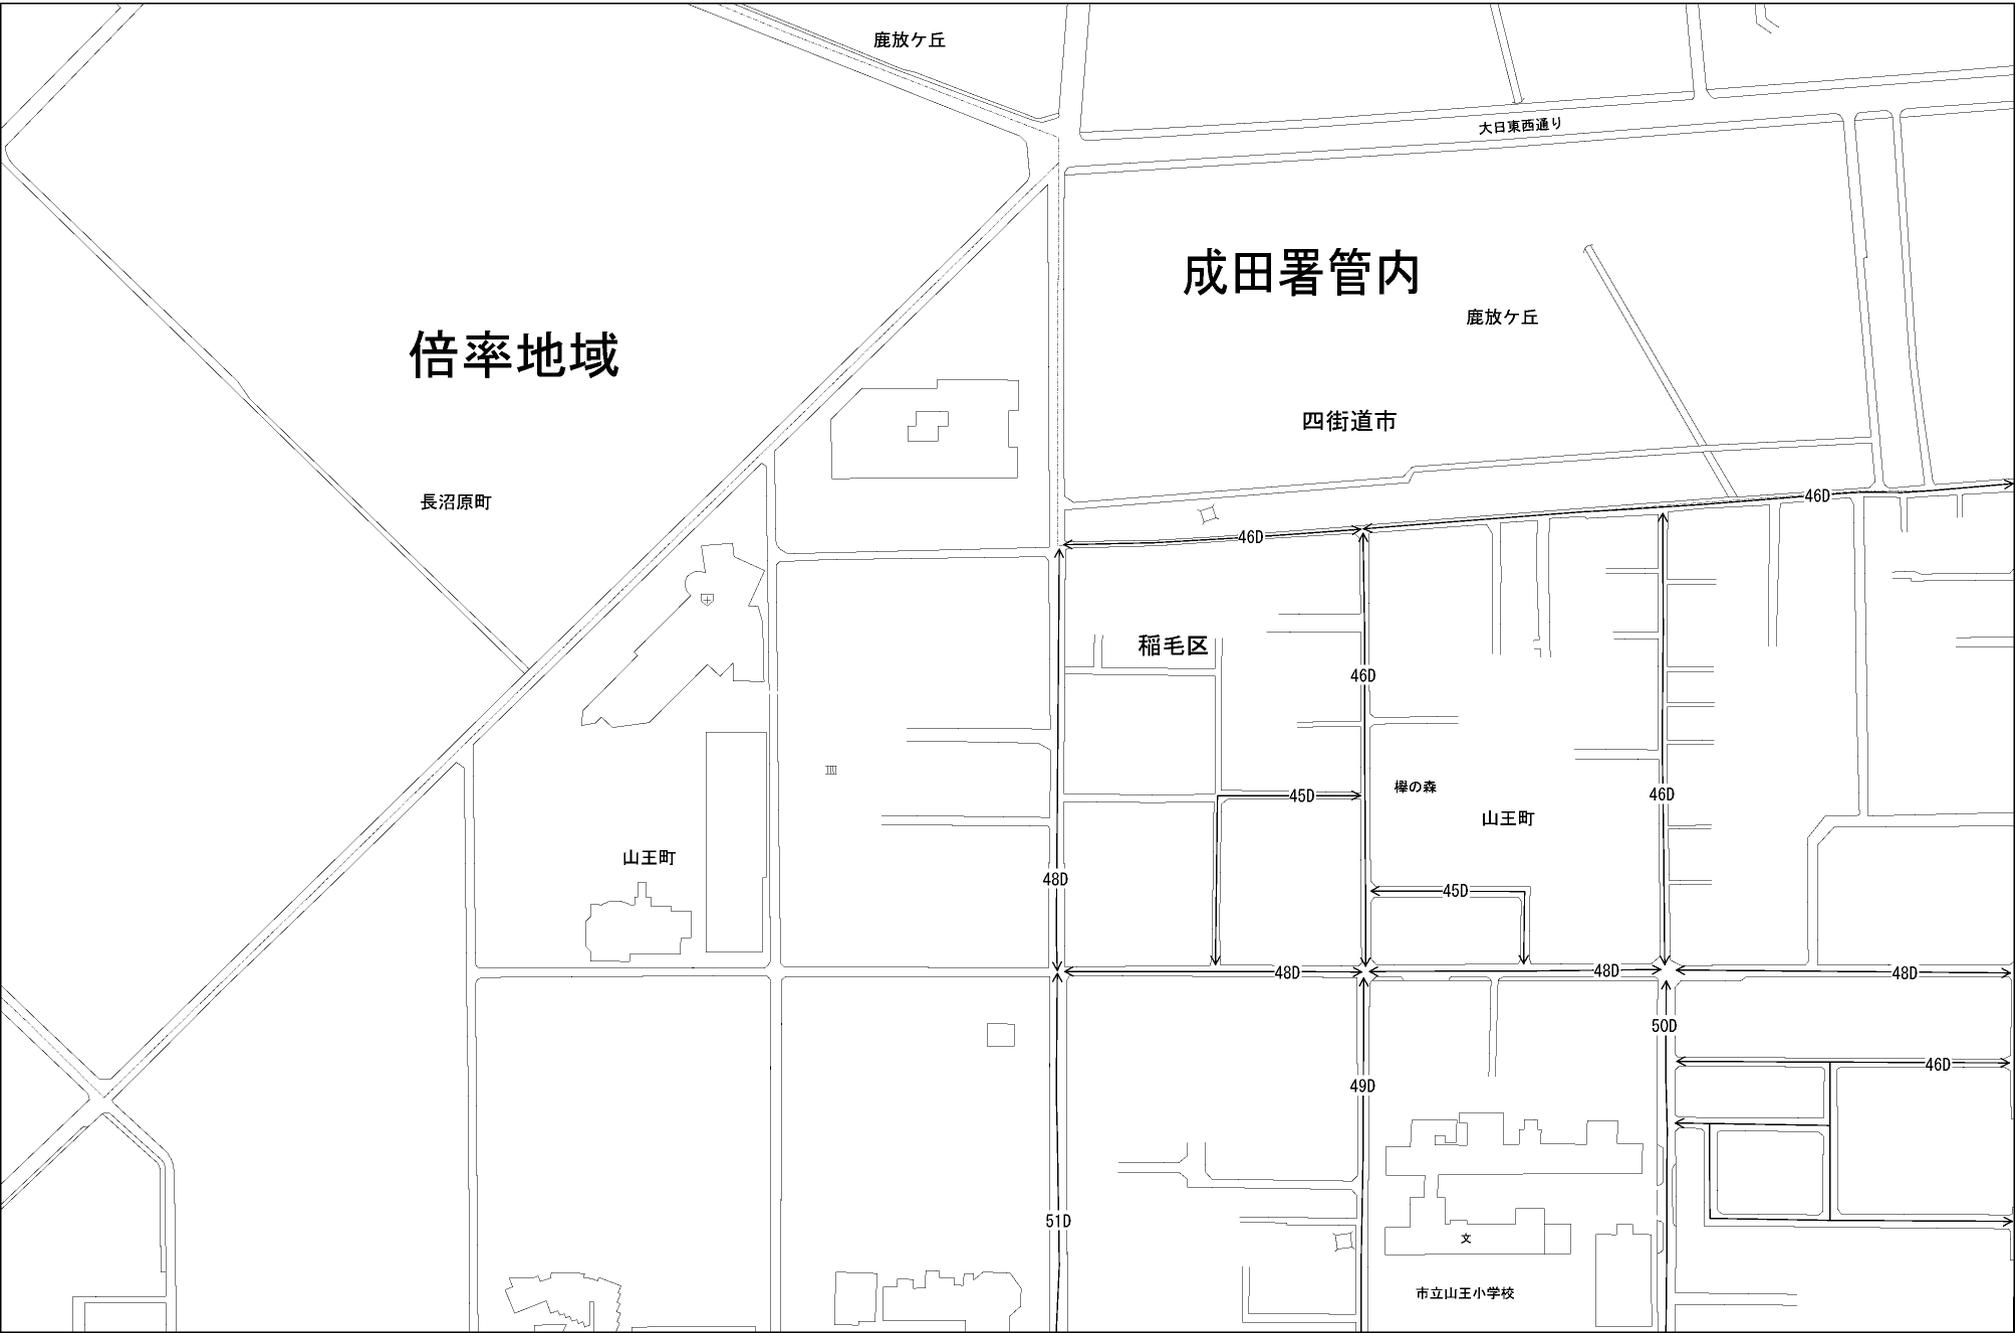 鹿放ケ丘
大日東西通り
成田署管内
鹿放ケ丘
倍率地域
四街道市
長沼原町
46D
46D
稲毛区
46D
欅の森
46D
45D
山王町
山王町
48D
45D
48D
48D
48D
50D
46D
49D
51D
文
市立山王小学校